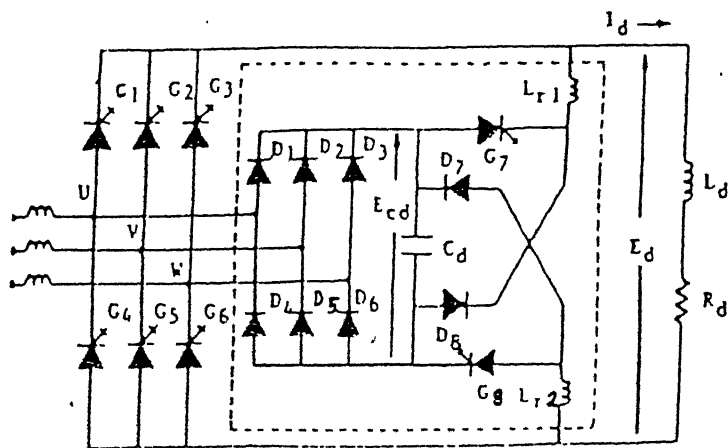 I_d →
G1 G2 G3
L_r1
D1 D2 D3
G7
D7
U
E_cd
C_d
L_d
V
E_d
W
D4 D5 D6
R_d
G4 G5 G6
D8
G8 L_r2